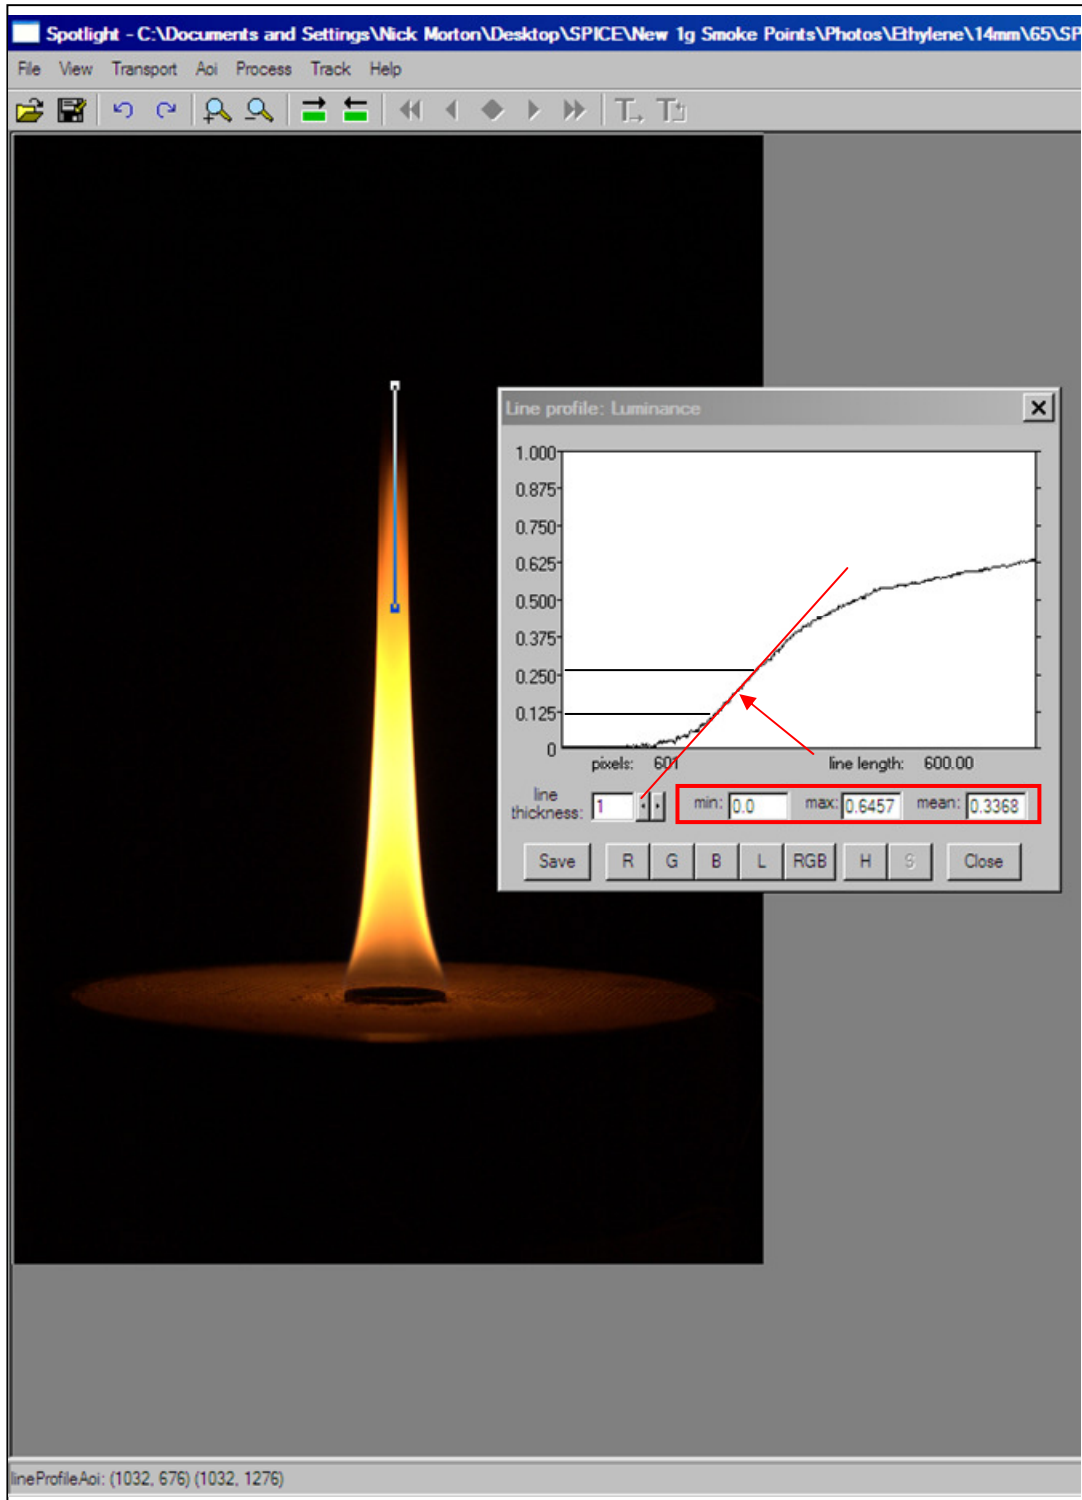 Spotlight - C:\Documents and Settings\Nick Morton\Desktop\SPICE\New 1g Smoke Points\Photos\Ethylene\14mm\65\SP
File View Transport Aoi Process Track Help
Line profile: Luminance
1.000
0.875
0.750
0.625
0.500
0.375
0.250
0.125
0
pixels: 601 line length: 600.00
line thickness: 1 min: 0.0 max: 0.6457 mean: 0.3368
Save R G B L RGB H S Close
lineProfileAoi: (1032, 676) (1032, 1276)